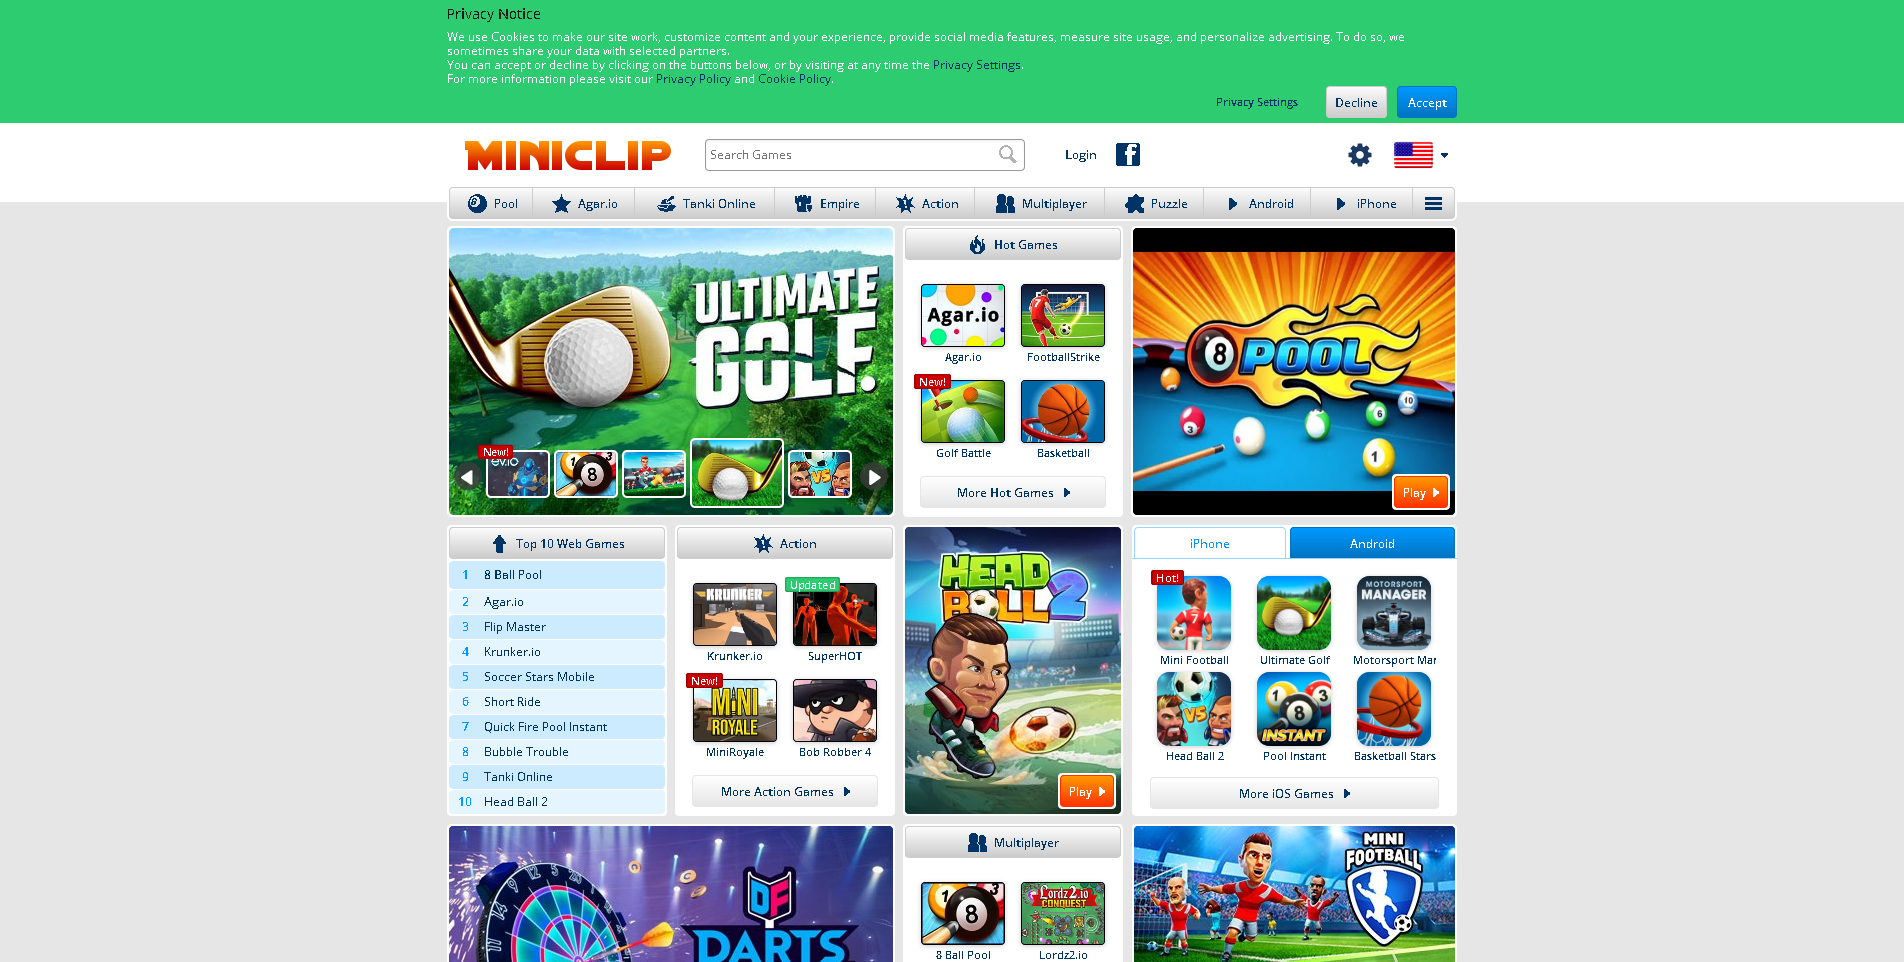 Privacy Notice
We use Cookies to make our site work, customize content and your experience, provide social media features, measure site usage, and personalize advertising. To do so, we
sometimes share your data with selected partners.
You can accept or decline by clicking on the buttons below, or by visiting at any time the Privacy Settings.
For more information please visit our Privacy Policy and Cookie Policy.
Privacy Settings
Decline
Accept
MINICLIP
Search Games
Login
Pool
Agar.io
Tanki Online
Empire
Action
Multiplayer
Puzzle
Android
iPhone
ULTIMATE
GOLF.
New!
ev.io
Hot Games
Agar.io
Agar.io
FootballStrike
New!
Golf Battle
Basketball
More Hot Games
8 POOL
Play
Top 10 Web Games
1 8 Ball Pool
2 Agar.io
3 Flip Master
4 Krunker.io
5 Soccer Stars Mobile
6 Short Ride
7 Quick Fire Pool Instant
8 Bubble Trouble
9 Tanki Online
10 Head Ball 2
Action
KRUNKER
Krunker.io
Updated
SuperHOT
New!
MINI
ROYALE
MiniRoyale
Bob Robber 4
More Action Games
HEAD
BALL 2
Play
iPhone
Android
Hot!
Mini Football
Ultimate Golf
MOTORSPORT
MANAGER
Motorsport Mar
VS
Head Ball 2
INSTANT
Pool Instant
Basketball Stars
More iOS Games
DF
DARTS
Multiplayer
8 Ball Pool
Lordz2.io
CONQUEST
Lordz2.io
MINI
FOOTBALL